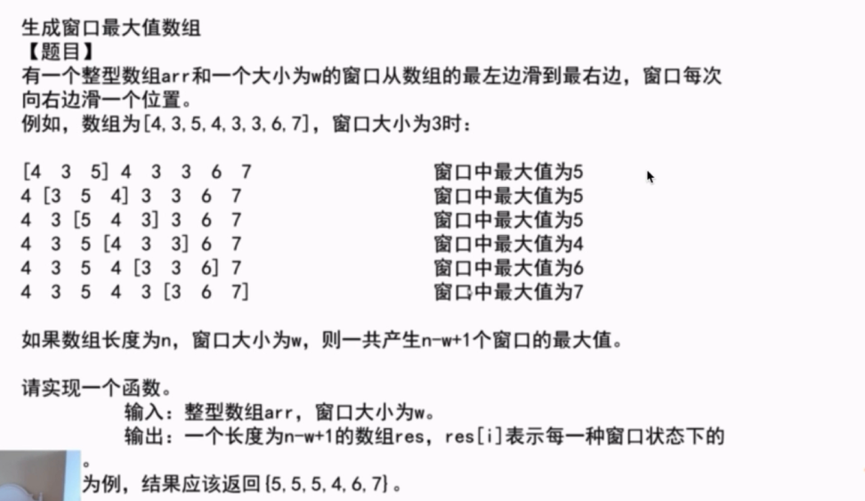 生成窗口最大值数组
【题目】
有一个整型数组arr和一个大小为w的窗口从数组的最左边滑到最右边，窗口每次
向右边滑一个位置。
例如，数组为[4,3,5,4,3,3,6,7]，窗口大小为3时：
[4 3 5] 4 3 3 6 7 窗口中最大值为5
4 [3 5 4] 3 3 6 7 窗口中最大值为5
4 3 [5 4 3] 3 6 7 窗口中最大值为5
4 3 5 [4 3 3] 6 7 窗口中最大值为4
4 3 5 4 [3 3 6] 7 窗口中最大值为6
4 3 5 4 3 [3 6 7] 窗口中最大值为7
如果数组长度为n，窗口大小为w，则一共产生n-w+1个窗口的最大值。
请实现一个函数。
输入：整型数组arr，窗口大小为w。
输出：一个长度为n-w+1的数组res，res[i]表示每一种窗口状态下的
。
为例，结果应该返回{5,5,5,4,6,7}。